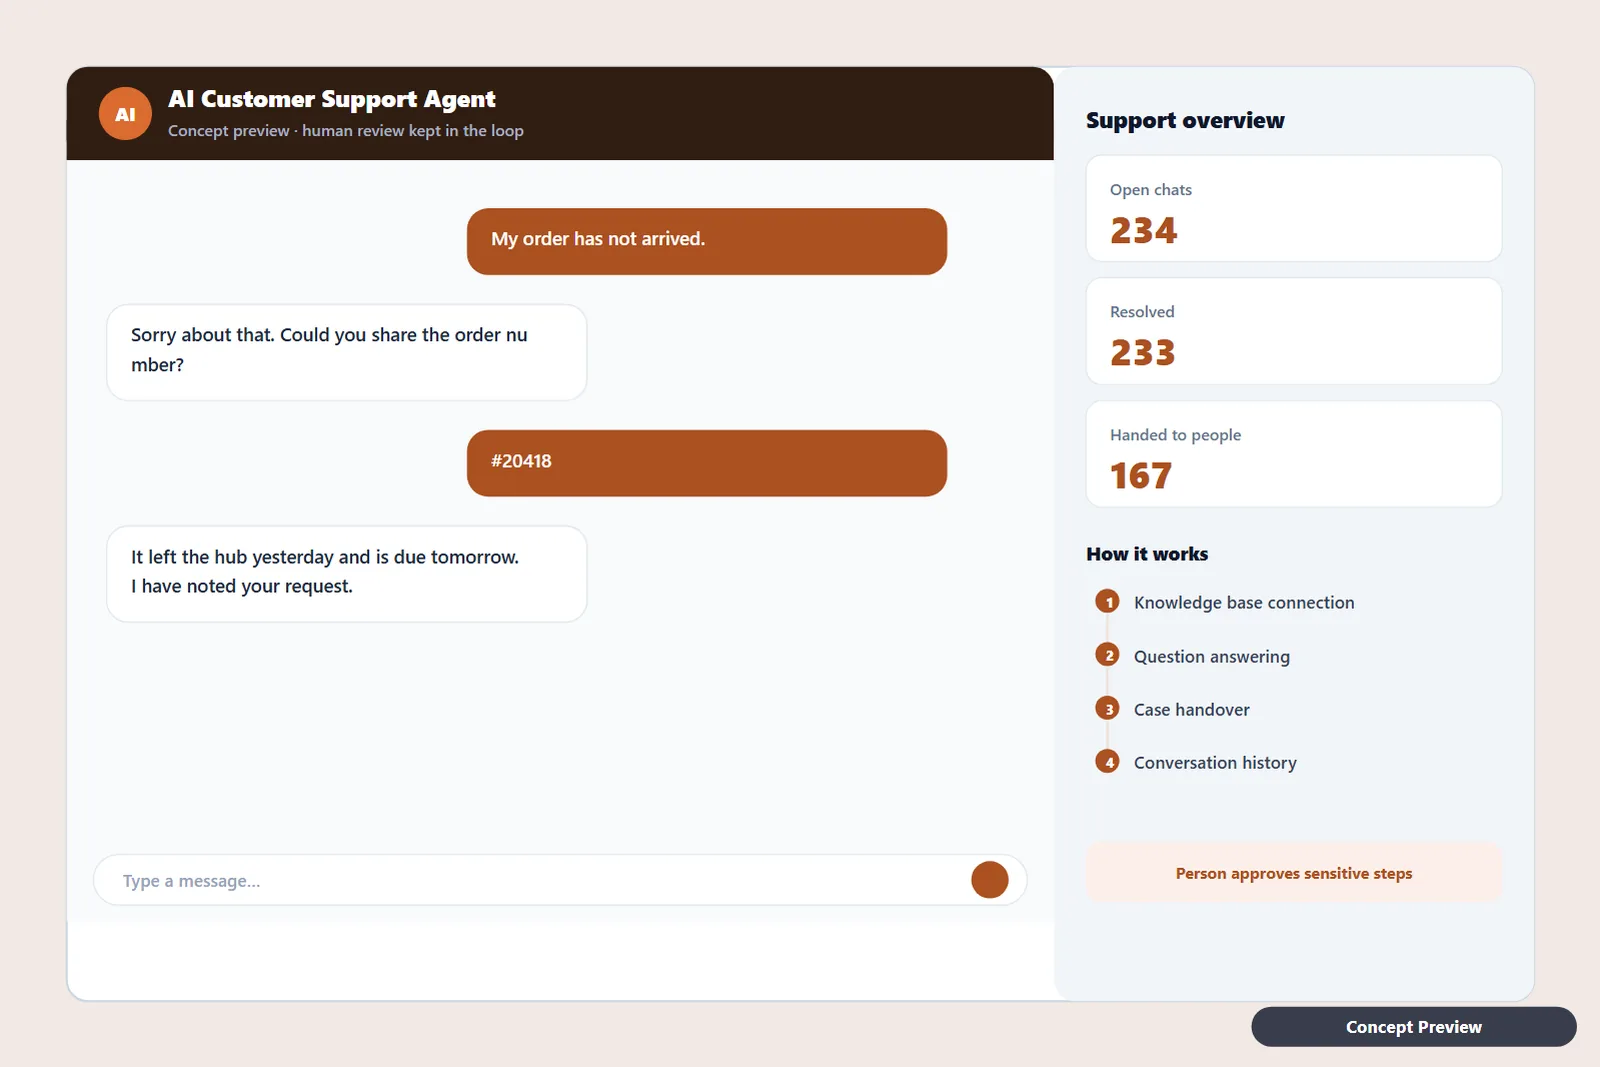 AI
AI Customer Support Agent
Concept preview · human review kept in the loop
My order has not arrived.
Sorry about that. Could you share the order nu
mber?
#20418
It left the hub yesterday and is due tomorrow.
I have noted your request.
Type a message...
Support overview
Open chats
234
Resolved
233
Handed to people
167
How it works
1 Knowledge base connection
2 Question answering
3 Case handover
4 Conversation history
Person approves sensitive steps
Concept Preview